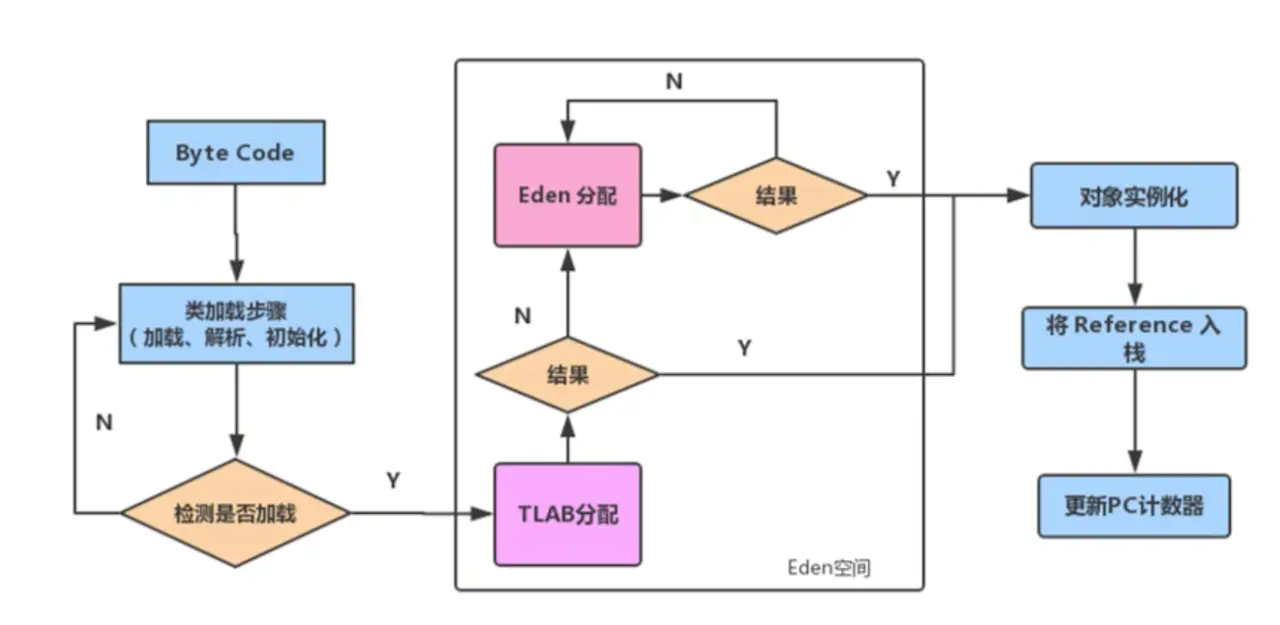 Byte Code
类加载步骤
（加载、解析、初始化）
N
检测是否加载
Y
N
Eden 分配
结果
Y
N
结果
Y
TLAB分配
Eden空间
对象实例化
将 Reference 入
栈
更新PC计数器